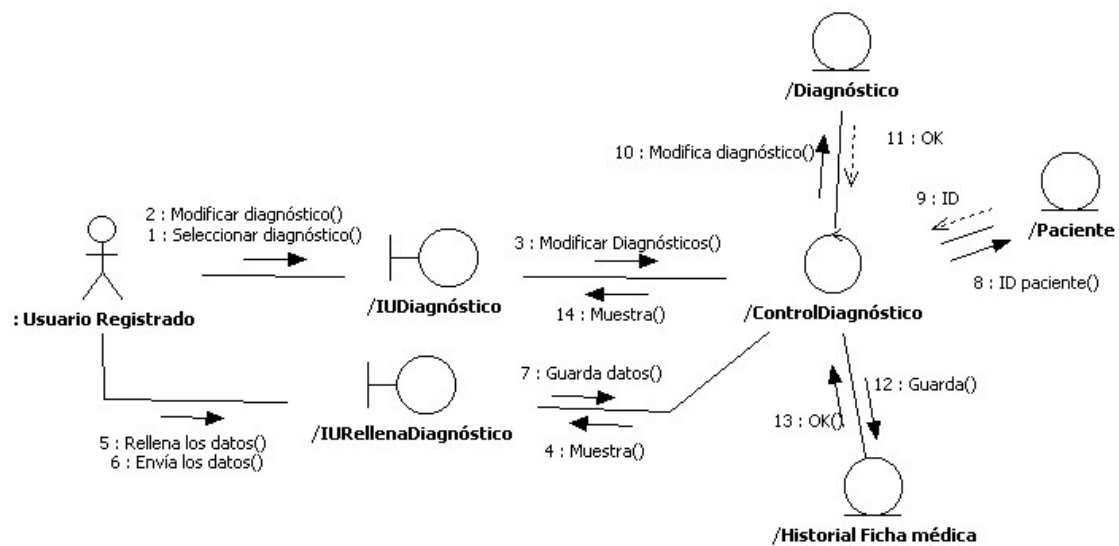 /Diagnóstico
10 : Modifica diagnóstico()
11 : OK
9 : ID
/Paciente
8 : ID paciente()
2 : Modificar diagnóstico()
1 : Seleccionar diagnóstico()
3 : Modificar Diagnósticos()
: Usuario Registrado
/IUDiagnóstico
14 : Muestra()
/ControlDiagnóstico
7 : Guarda datos()
12 : Guarda()
13 : OK()
/IURellenaDiagnóstico
5 : Rellena los datos()
6 : Envía los datos()
4 : Muestra()
/Historial Ficha médica